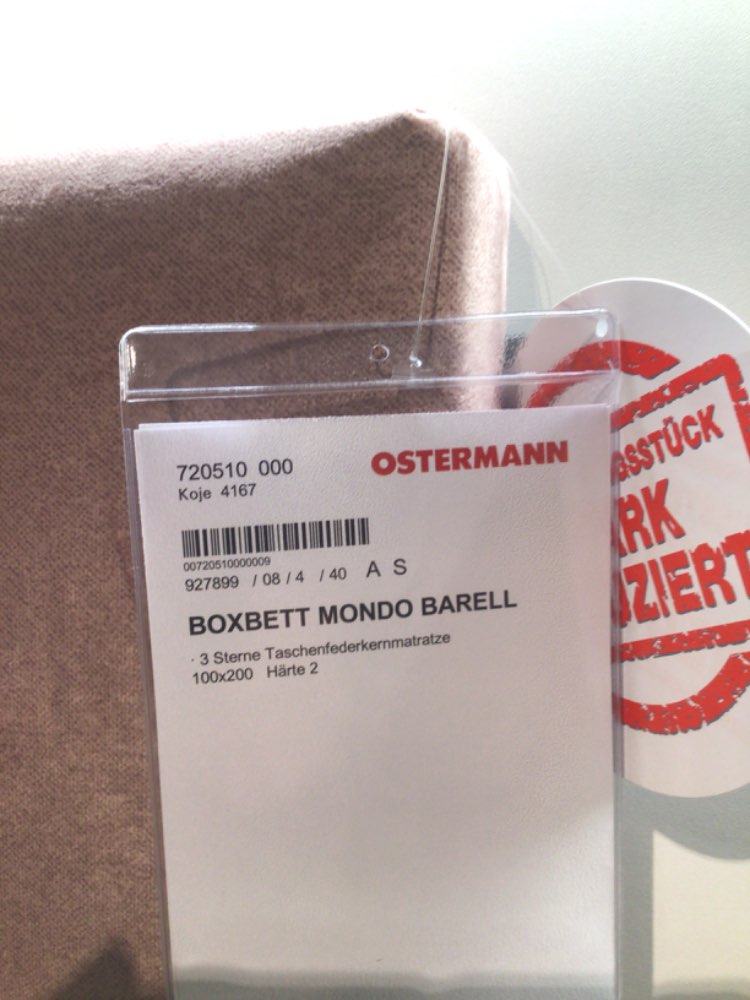 720510 000
OSTERMANN
Koje 4167
00720510000009
927899 / 08 / 4 / 40 A S
BOXBETT MONDO BARELL
· 3 Sterne Taschenfederkernmatratze
100x200 Härte 2